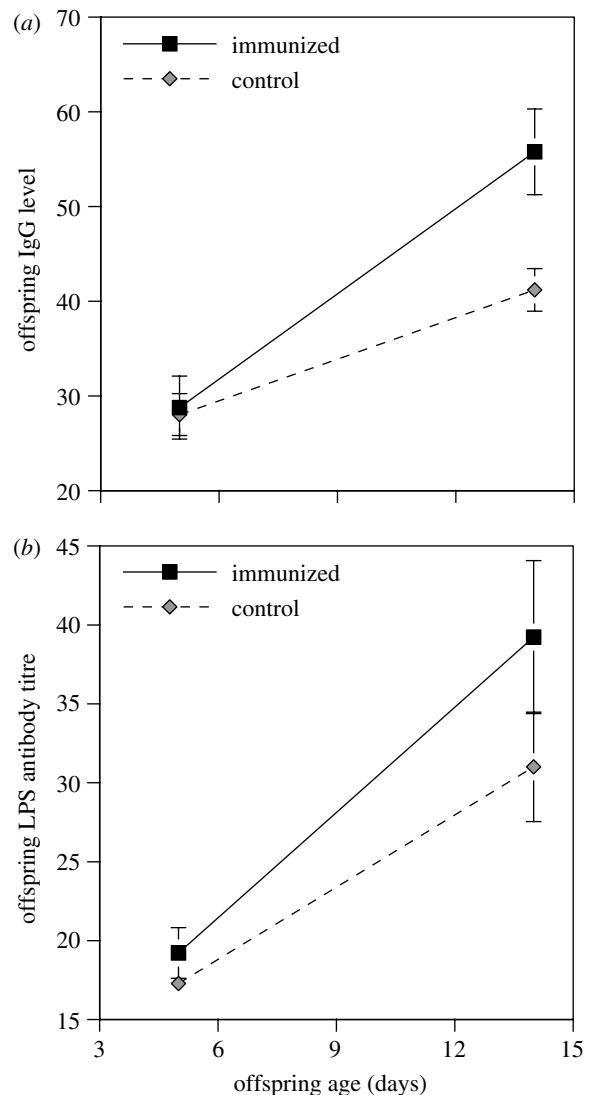 (a)
70
60
50
40
30
20
offspring IgG level
immunized
control
(b)
45
40
35
30
25
20
15
offspring LPS antibody titre
immunized
control
3 6 9 12 15
offspring age (days)